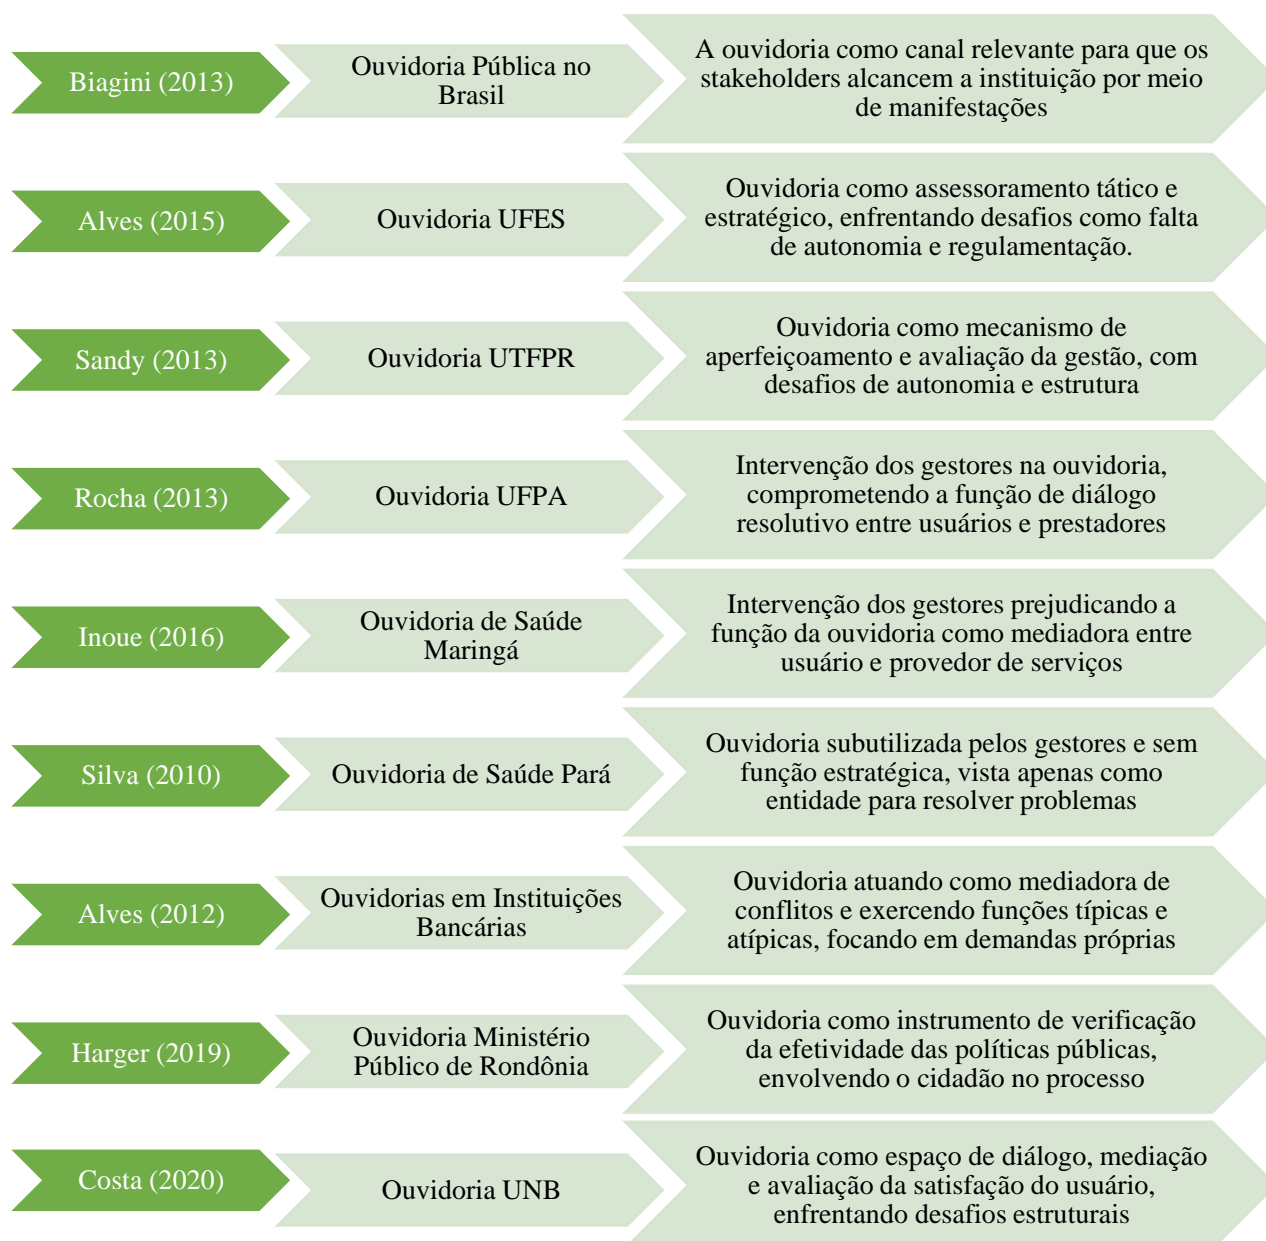 Biagini (2013)
Ouvidoria Pública no
Brasil
A ouvidoria como canal relevante para que os
stakeholders alcancem a instituição por meio
de manifestações
Alves (2015)
Ouvidoria UFES
Ouvidoria como assessoramento tático e
estratégico, enfrentando desafios como falta
de autonomia e regulamentação.
Sandy (2013)
Ouvidoria UTFPR
Ouvidoria como mecanismo de
aperfeiçoamento e avaliação da gestão, com
desafios de autonomia e estrutura
Rocha (2013)
Ouvidoria UFPA
Intervenção dos gestores na ouvidoria,
comprometendo a função de diálogo
resolutivo entre usuários e prestadores
Inoue (2016)
Ouvidoria de Saúde
Maringá
Intervenção dos gestores prejudicando a
função da ouvidoria como mediadora entre
usuário e provedor de serviços
Silva (2010)
Ouvidoria de Saúde Pará
Ouvidoria subutilizada pelos gestores e sem
função estratégica, vista apenas como
entidade para resolver problemas
Alves (2012)
Ouvidorias em Instituições
Bancárias
Ouvidoria atuando como mediadora de
conflitos e exercendo funções típicas e
atípicas, focando em demandas próprias
Harger (2019)
Ouvidoria Ministério
Público de Rondônia
Ouvidoria como instrumento de verificação
da efetividade das políticas públicas,
envolvendo o cidadão no processo
Costa (2020)
Ouvidoria UNB
Ouvidoria como espaço de diálogo, mediação
e avaliação da satisfação do usuário,
enfrentando desafios estruturais